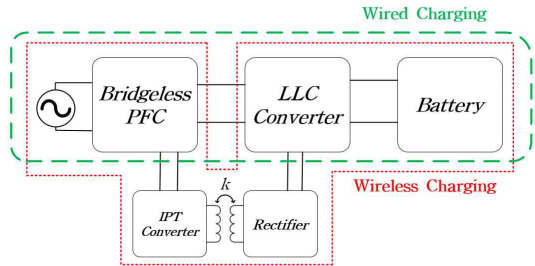 Wired Charging
Bridgeless
PFC
LLC
Converter
Battery
k
Wireless Charging
IPT
Converter
Rectifier